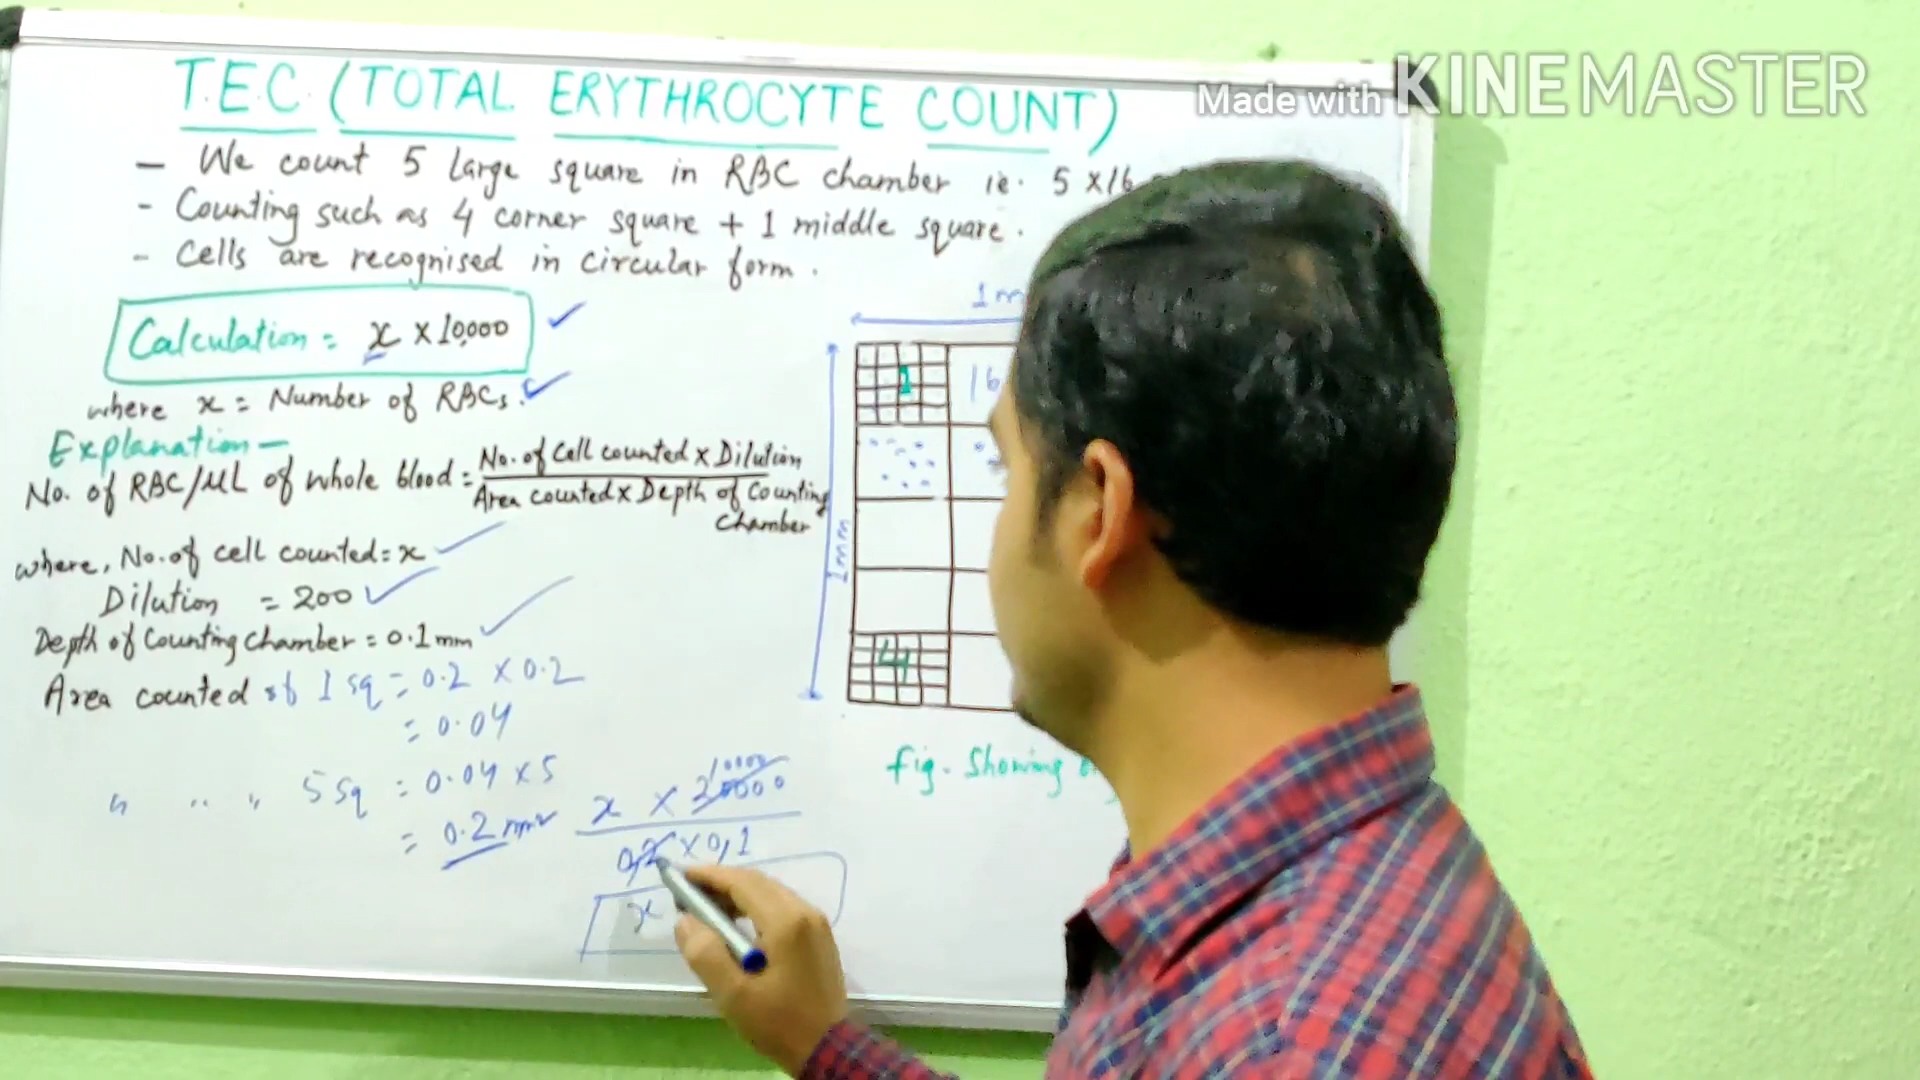 T.E.C. (TOTAL ERYTHROCYTE COUNT)
Made with KINEMASTER
— We count 5 large square in RBC chamber ie. 5 x 16
- Counting such as 4 corner square + 1 middle square.
- Cells are recognised in circular form.
Calculation = x × 10,000
where x = Number of RBCs.
Explanation —
No. of RBC/ML of whole blood = No. of Cell counted x Dilution
Area counted x Depth of Counting
Chamber
where, No. of cell counted = x
Dilution = 200
Depth of Counting Chamber = 0.1 mm
Area counted of 1 sq = 0.2 × 0.2
= 0.04
5 sq = 0.04 × 5
= 0.2 mm²
10000
x ×
0.2 × 0.1
x
1m
1
16
1mm
4
fig. Showing